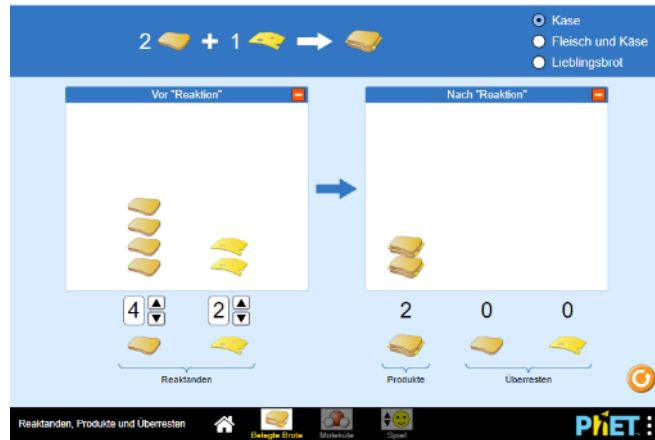 2 + 1
Käse
Fleisch und Käse
Lieblingsbrot
Vor "Reaktion"
Nach "Reaktion"
4 2
2 0 0
Reaktanden
Produkte Überresten
Reaktanden, Produkte und Überresten
Belegte Brote
Moleküle
Spiel
PhET